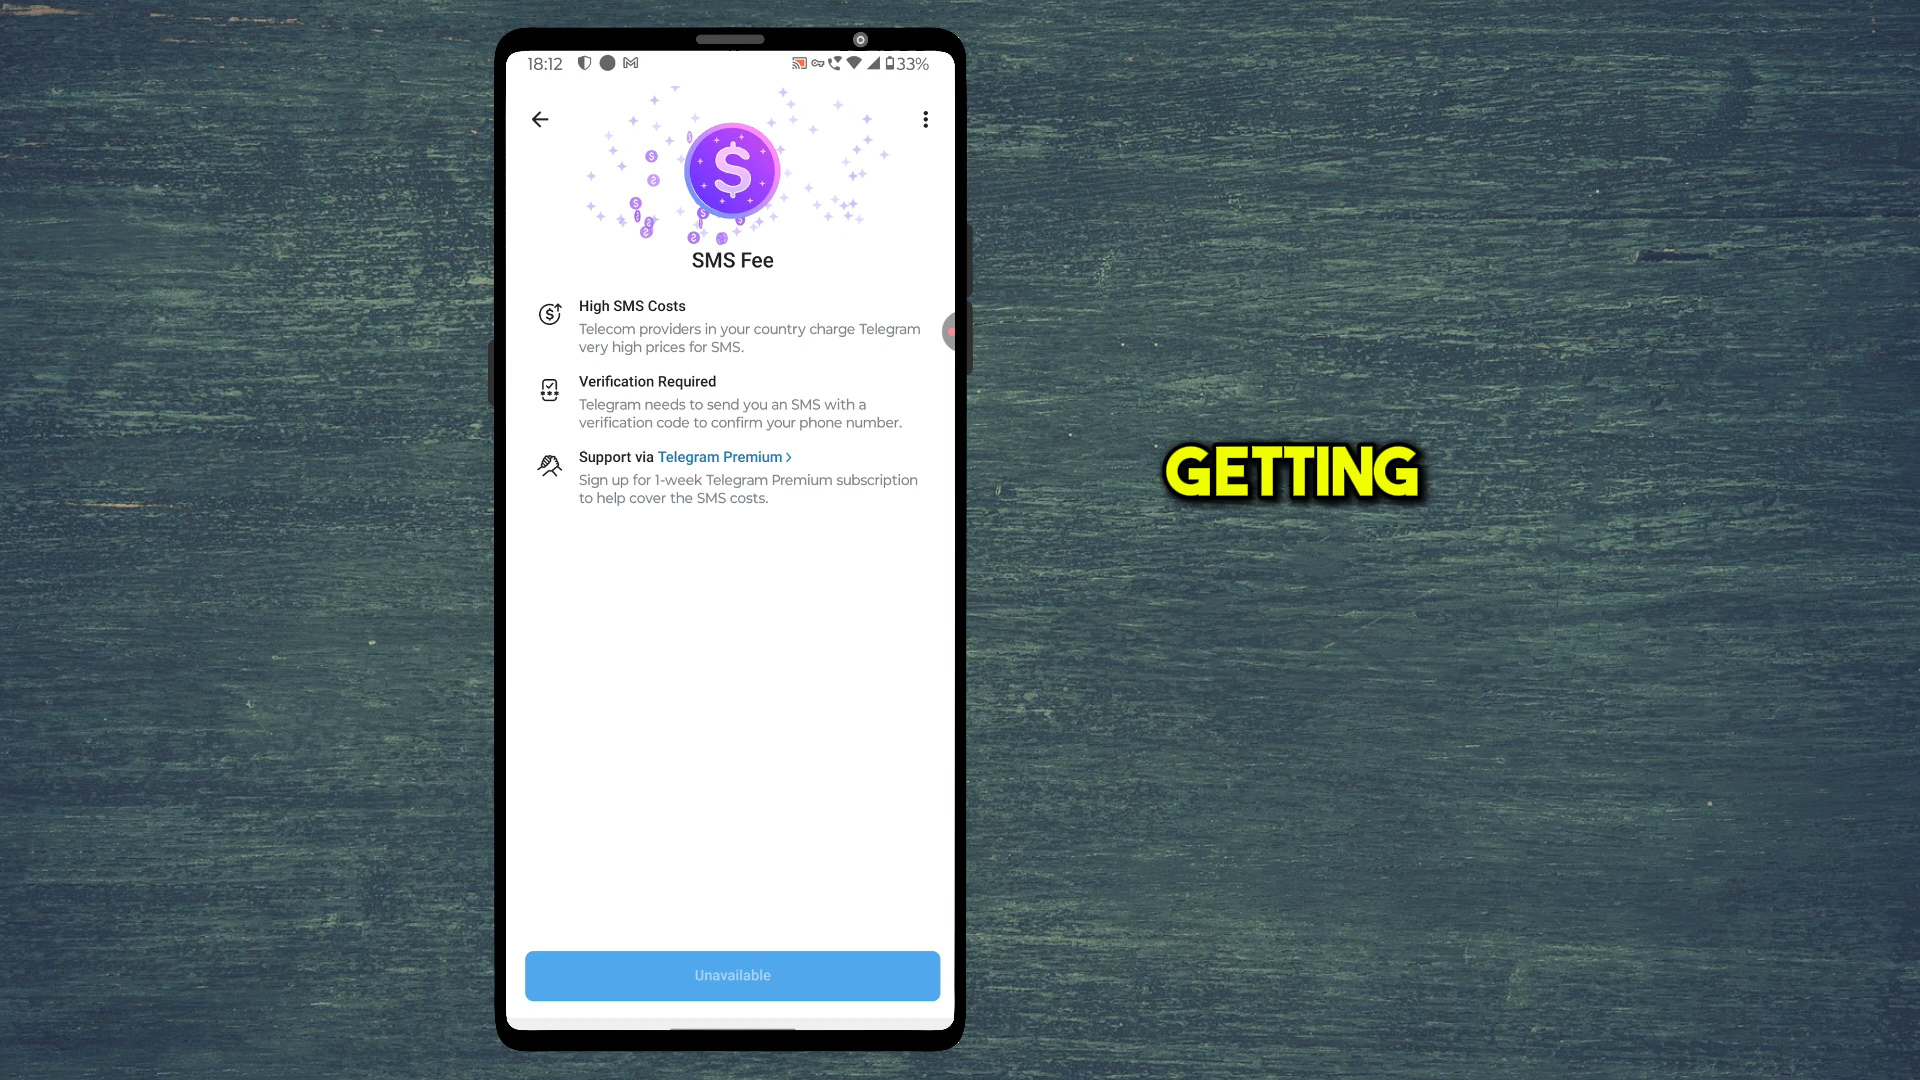 18:12
33%
SMS Fee
High SMS Costs
Telecom providers in your country charge Telegram
very high prices for SMS.
Verification Required
Telegram needs to send you an SMS with a
verification code to confirm your phone number.
Support via Telegram Premium >
Sign up for 1-week Telegram Premium subscription
to help cover the SMS costs.
GETTING
Unavailable